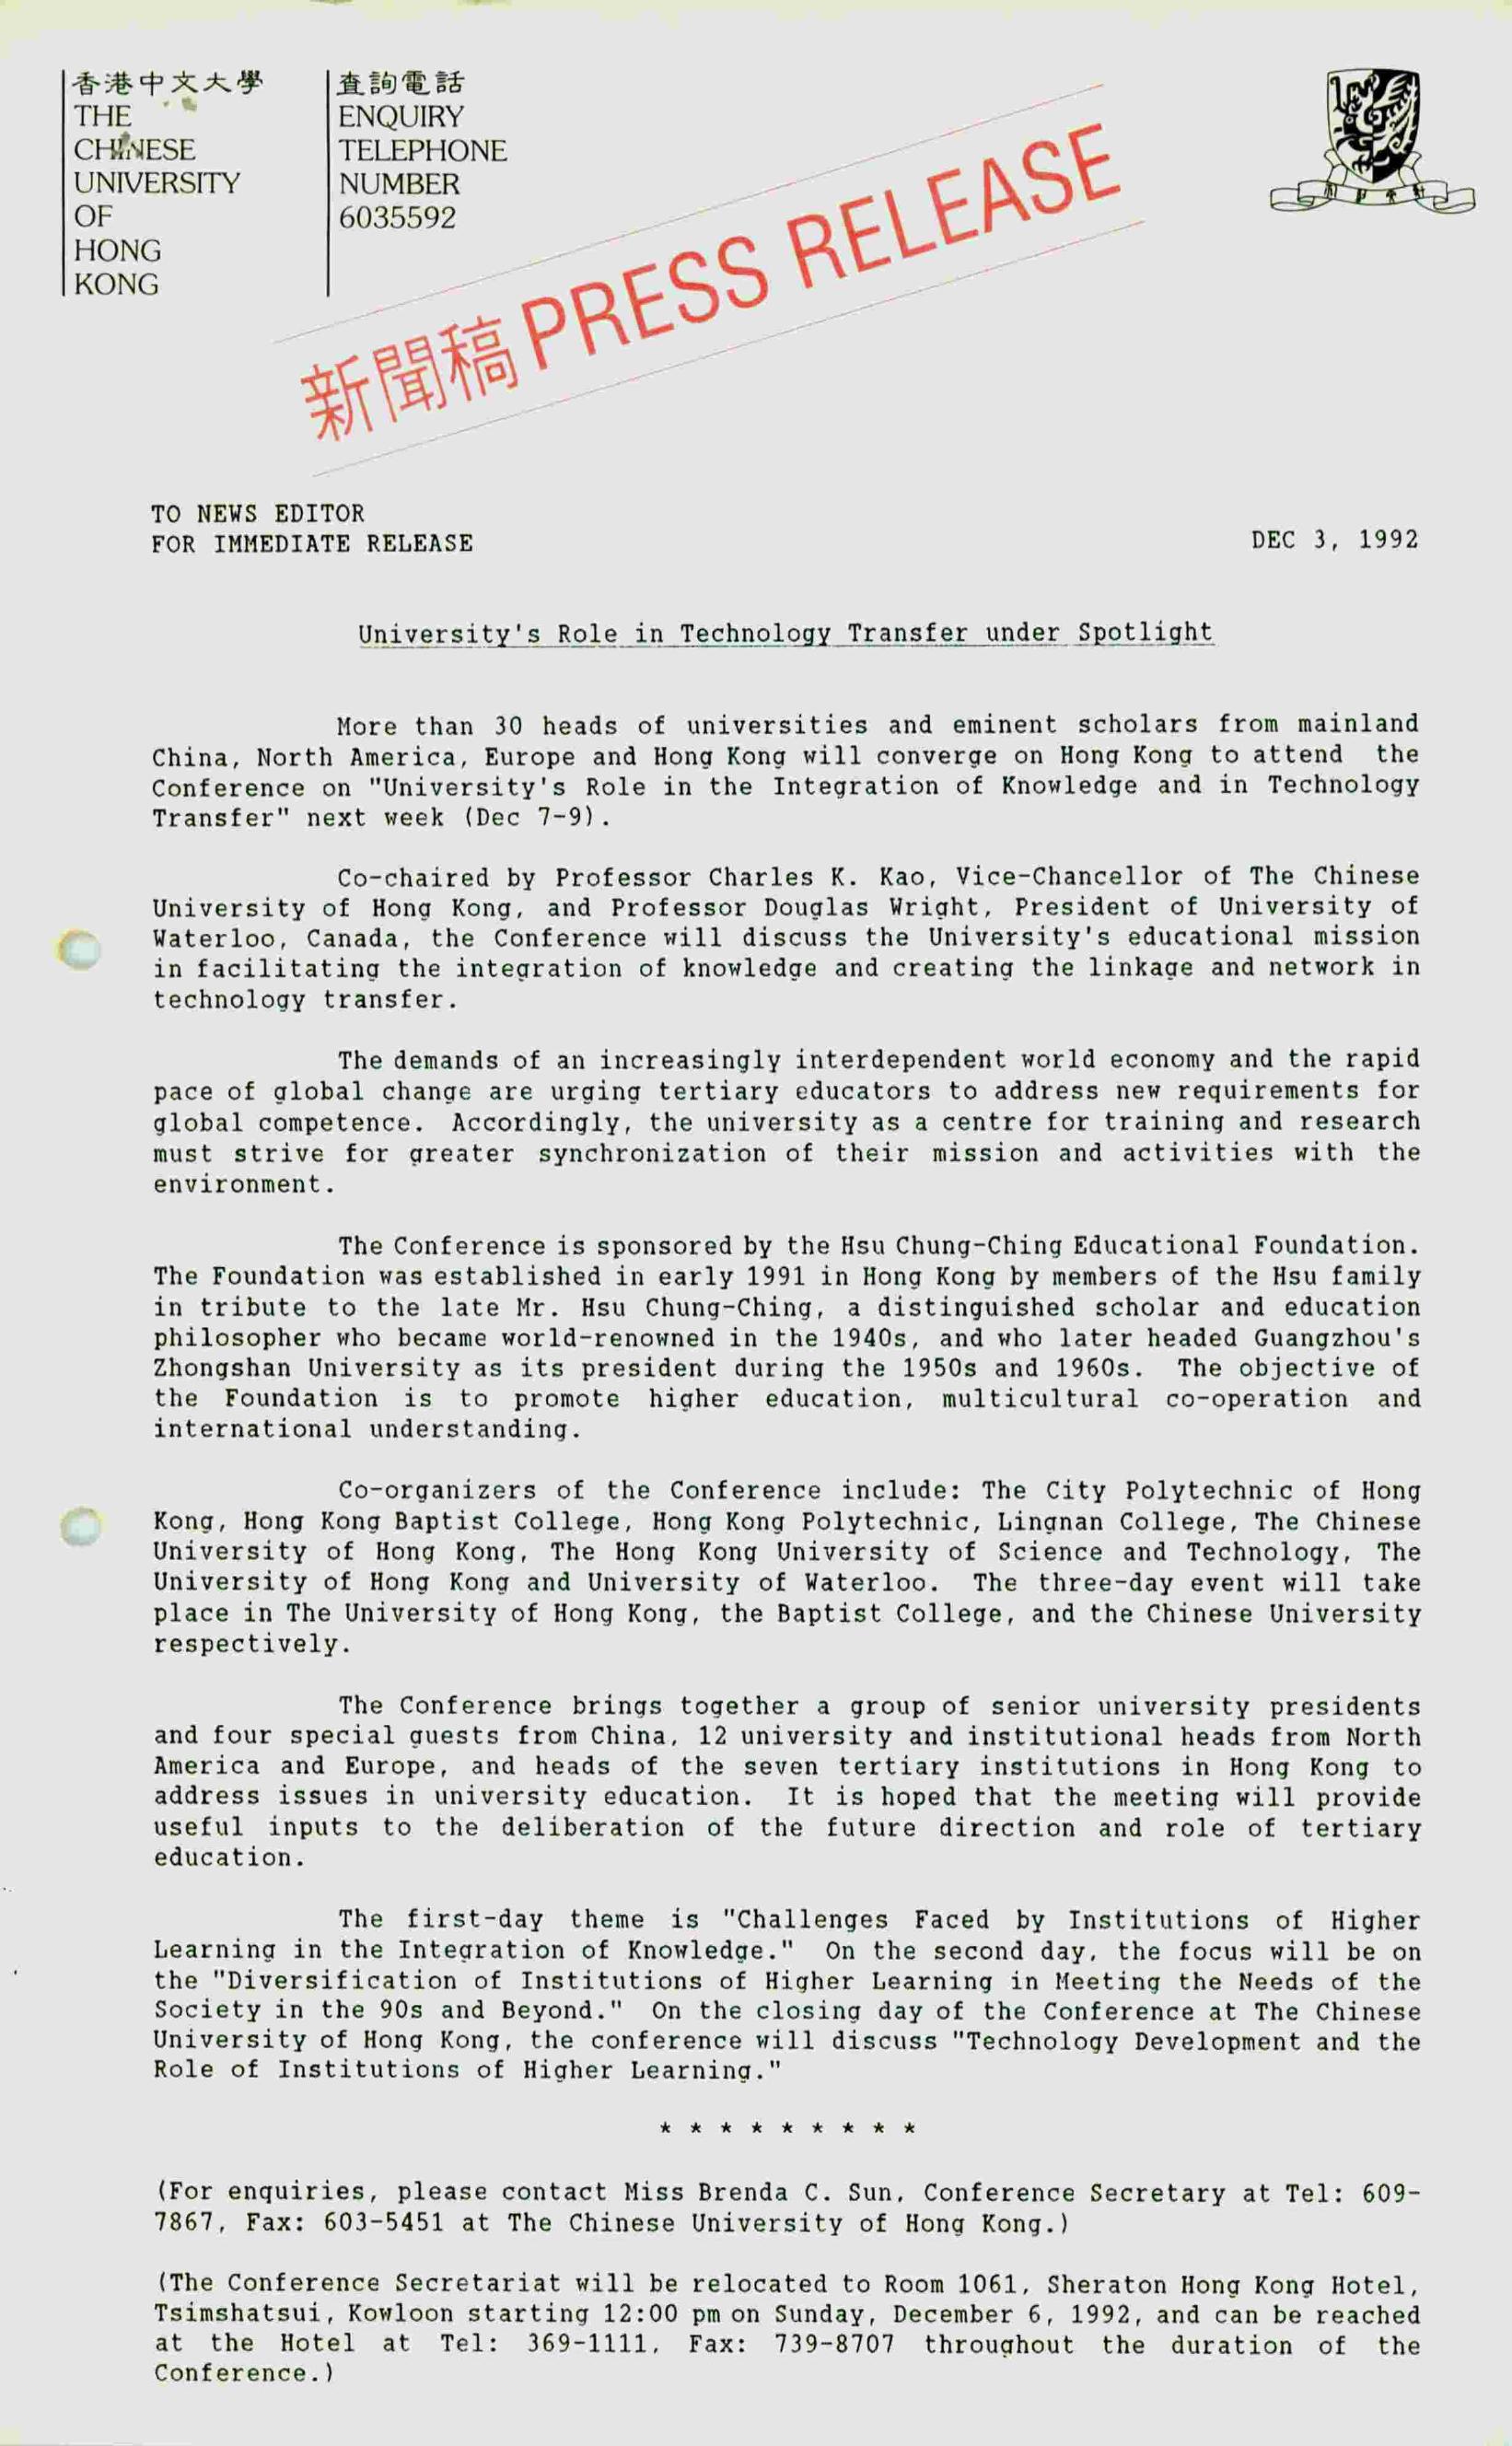 香港中文大學
THE
CHINESE
UNIVERSITY
OF
HONG
KONG
查詢電話
ENQUIRY
TELEPHONE
NUMBER
6035592
新聞稿 PRESS RELEASE
TO NEWS EDITOR
FOR IMMEDIATE RELEASE
DEC 3, 1992
University's Role in Technology Transfer under Spotlight
More than 30 heads of universities and eminent scholars from mainland
China, North America, Europe and Hong Kong will converge on Hong Kong to attend the
Conference on "University's Role in the Integration of Knowledge and in Technology
Transfer" next week (Dec 7-9).
Co-chaired by Professor Charles K. Kao, Vice-Chancellor of The Chinese
University of Hong Kong, and Professor Douglas Wright, President of University of
Waterloo, Canada, the Conference will discuss the University's educational mission
in facilitating the integration of knowledge and creating the linkage and network in
technology transfer.
The demands of an increasingly interdependent world economy and the rapid
pace of global change are urging tertiary educators to address new requirements for
global competence. Accordingly, the university as a centre for training and research
must strive for greater synchronization of their mission and activities with the
environment.
The Conference is sponsored by the Hsu Chung-Ching Educational Foundation.
The Foundation was established in early 1991 in Hong Kong by members of the Hsu family
in tribute to the late Mr. Hsu Chung-Ching, a distinguished scholar and education
philosopher who became world-renowned in the 1940s, and who later headed Guangzhou's
Zhongshan University as its president during the 1950s and 1960s. The objective of
the Foundation is to promote higher education, multicultural co-operation and
international understanding.
Co-organizers of the Conference include: The City Polytechnic of Hong
Kong, Hong Kong Baptist College, Hong Kong Polytechnic, Lingnan College, The Chinese
University of Hong Kong, The Hong Kong University of Science and Technology, The
University of Hong Kong and University of Waterloo. The three-day event will take
place in The University of Hong Kong, the Baptist College, and the Chinese University
respectively.
The Conference brings together a group of senior university presidents
and four special guests from China, 12 university and institutional heads from North
America and Europe, and heads of the seven tertiary institutions in Hong Kong to
address issues in university education. It is hoped that the meeting will provide
useful inputs to the deliberation of the future direction and role of tertiary
education.
The first-day theme is "Challenges Faced by Institutions of Higher
Learning in the Integration of Knowledge." On the second day, the focus will be on
the "Diversification of Institutions of Higher Learning in Meeting the Needs of the
Society in the 90s and Beyond." On the closing day of the Conference at The Chinese
University of Hong Kong, the conference will discuss "Technology Development and the
Role of Institutions of Higher Learning."
* * * * * * * * *
(For enquiries, please contact Miss Brenda C. Sun, Conference Secretary at Tel: 609-
7867, Fax: 603-5451 at The Chinese University of Hong Kong.)
(The Conference Secretariat will be relocated to Room 1061, Sheraton Hong Kong Hotel,
Tsimshatsui, Kowloon starting 12:00 pm on Sunday, December 6, 1992, and can be reached
at the Hotel at Tel: 369-1111, Fax: 739-8707 throughout the duration of the
Conference.)